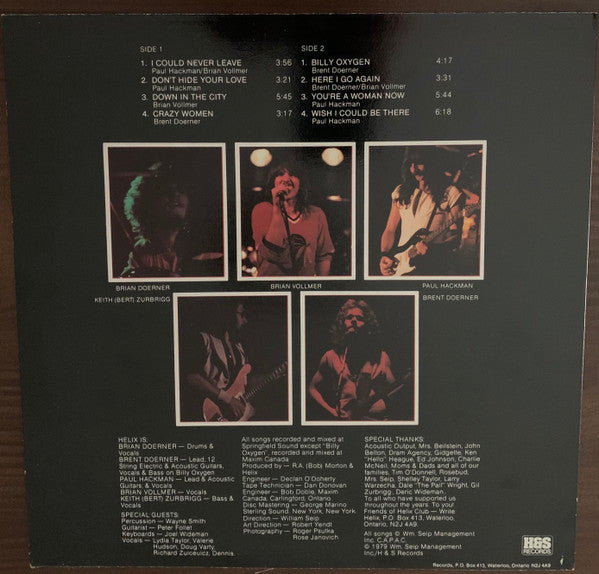 SIDE 1
1. I COULD NEVER LEAVE 3:56
Paul Hackman/Brian Vollmer
2. DON'T HIDE YOUR LOVE 3:21
Paul Hackman
3. DOWN IN THE CITY 5:45
Brian Vollmer
4. CRAZY WOMEN 3:17
Brent Doerner
SIDE 2
1. BILLY OXYGEN 4:17
Brent Doerner
2. HERE I GO AGAIN 3:31
Brent Doerner/Brian Vollmer
3. YOU'RE A WOMAN NOW 5:44
Paul Hackman
4. WISH I COULD BE THERE 6:18
Paul Hackman
BRIAN DOERNER
BRIAN VOLLMER
PAUL HACKMAN
KEITH (BERT) ZURBRIGG
BRENT DOERNER
HELIX IS:
BRIAN DOERNER — Drums &
Vocals
BRENT DOERNER — Lead, 12
String Electric & Acoustic Guitars,
Vocals & Bass on Billy Oxygen
PAUL HACKMAN — Lead & Acoustic
Guitars, & Vocals
BRIAN VOLLMER — Vocals
KEITH (BERT) ZURBRIGG — Bass &
Vocals
SPECIAL GUESTS:
Percussion — Wayne Smith
Guitarist — Peter Follet
Keyboards — Joel Wideman
Vocals — Lydia Taylor, Valerie
Hudson, Doug Varty,
Richard Zurceucz, Dennis.
All songs recorded and mixed at
Springfield Sound except "Billy
Oxygen", recorded and mixed at
Maxim Canada
Produced by — R.A. (Bob) Morton &
Helix
Engineer — Declan O'Doherty
Tape Technician — Dan Donovan
Engineer — Bob Doble, Maxim
Canada, Carlingford, Ontario
Disc Mastering — George Marino
Sterling Sound, New York, New York.
Direction — William Seip
Art Direction — Robert Yendt
Photography — Roger Pautka
Rose Janovich
SPECIAL THANKS:
Acoustic Output, Mrs. Beilstein, John
Belton, Dram Agency, Gidgette, Ken
"Hello" Heague, Ed Johnson, Charlie
McNeil, Moms & Dads and all of our
families, Tim O'Donnell, Rosebud,
Mrs. Seip, Shelley Taylor, Larry
Warzecha, Dale "The Pail" Wright, Gil
Zurbrigg, Daric Wideman.
To all who have supported us
throughout the years. To you!
Friends of Helix Club — Write
Helix, P.O. Box 413, Waterloo,
Ontario, N2J 4A9.
All songs © Wm. Seip Management
Inc. C.A.P.A.C.
© 1979 Wm. Seip Management
Inc/H & S Records
H&S
RECORDS
Records, P.O. Box 413, Waterloo, Ontario N2J 4A9